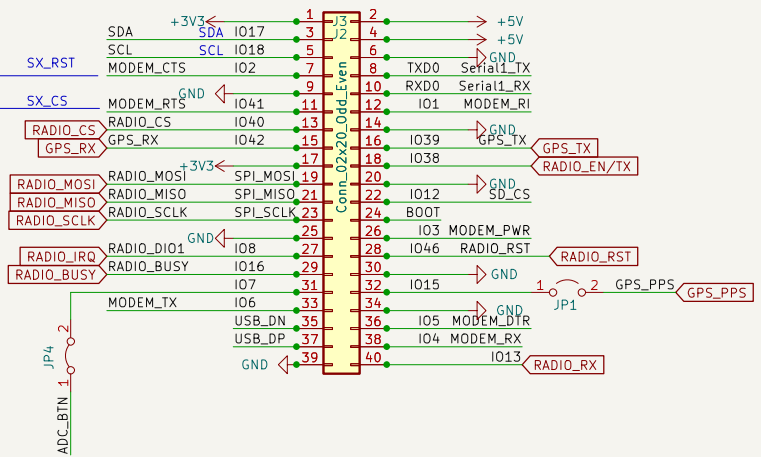 +3V3 1 J3 2 +5V
SDA SDA IO17 3 J2 4 +5V
SCL SCL IO18 5 6 GND
SX_RST MODEM_CTS IO2 7 8 TXD0 Serial1_TX
GND 9 10 RXD0 Serial1_RX
SX_CS MODEM_RTS IO41 11 12 IO1 MODEM_RI
RADIO_CS RADIO_CS IO40 13 14 GND
GPS_RX GPS_RX IO42 15 16 IO39 GPS_TX GPS_TX
+3V3 17 18 IO38 RADIO_EN/TX
RADIO_MOSI RADIO_MOSI SPI_MOSI 19 20 GND
RADIO_MISO RADIO_MISO SPI_MISO 21 22 IO12 SD_CS
RADIO_SCLK RADIO_SCLK SPI_SCLK 23 24 BOOT
GND 25 26 IO3 MODEM_PWR
RADIO_IRQ RADIO_DIO1 IO8 27 28 IO46 RADIO_RST RADIO_RST
RADIO_BUSY RADIO_BUSY IO16 29 30 GND
IO7 31 32 IO15 1 2 GPS_PPS GPS_PPS
JP1
MODEM_TX IO6 33 34 GND
USB_DN 35 36 IO5 MODEM_DTR
USB_DP 37 38 IO4 MODEM_RX
GND 39 40 IO13 RADIO_RX
Conn_02x20_Odd_Even
2
JP4
1
ADC_BTN